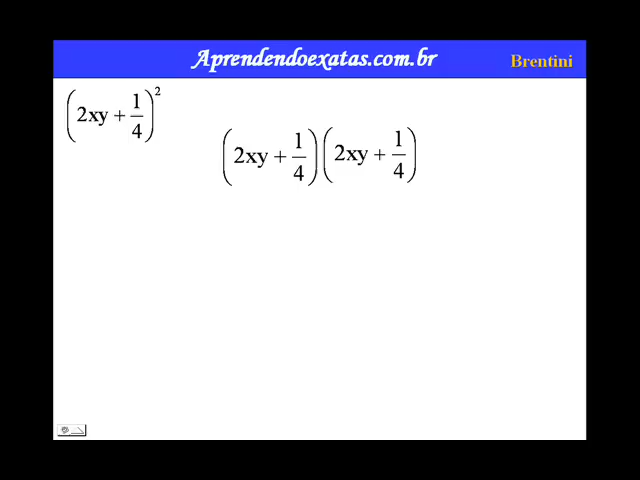 Aprendendoexatas.com.br
Brentini
(2xy + 1/4)²
(2xy + 1/4)(2xy + 1/4)